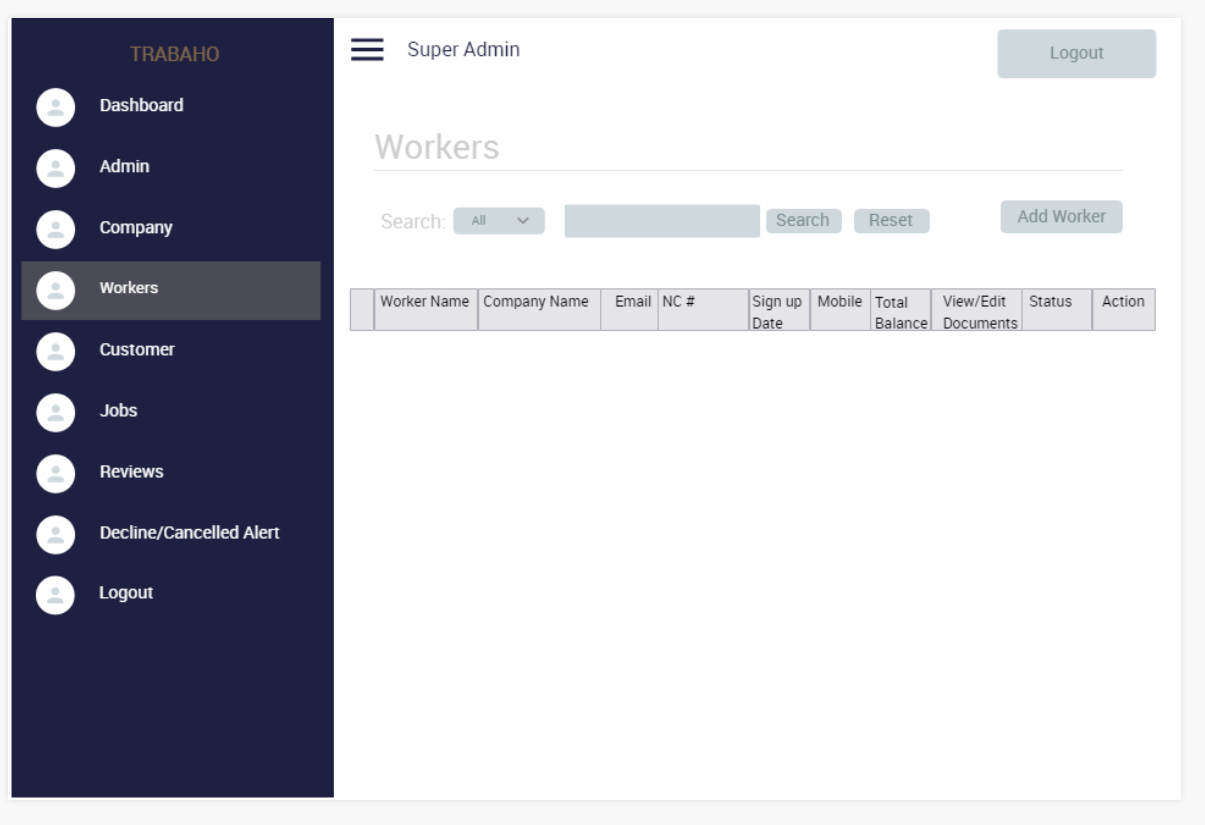 TRABAHO
Dashboard
Admin
Company
Workers
Customer
Jobs
Reviews
Decline/Cancelled Alert
Logout
Super Admin
Logout
Workers
Search: All Search Reset Add Worker
Worker Name Company Name Email NC # Sign up Date Mobile Total Balance View/Edit Documents Status Action